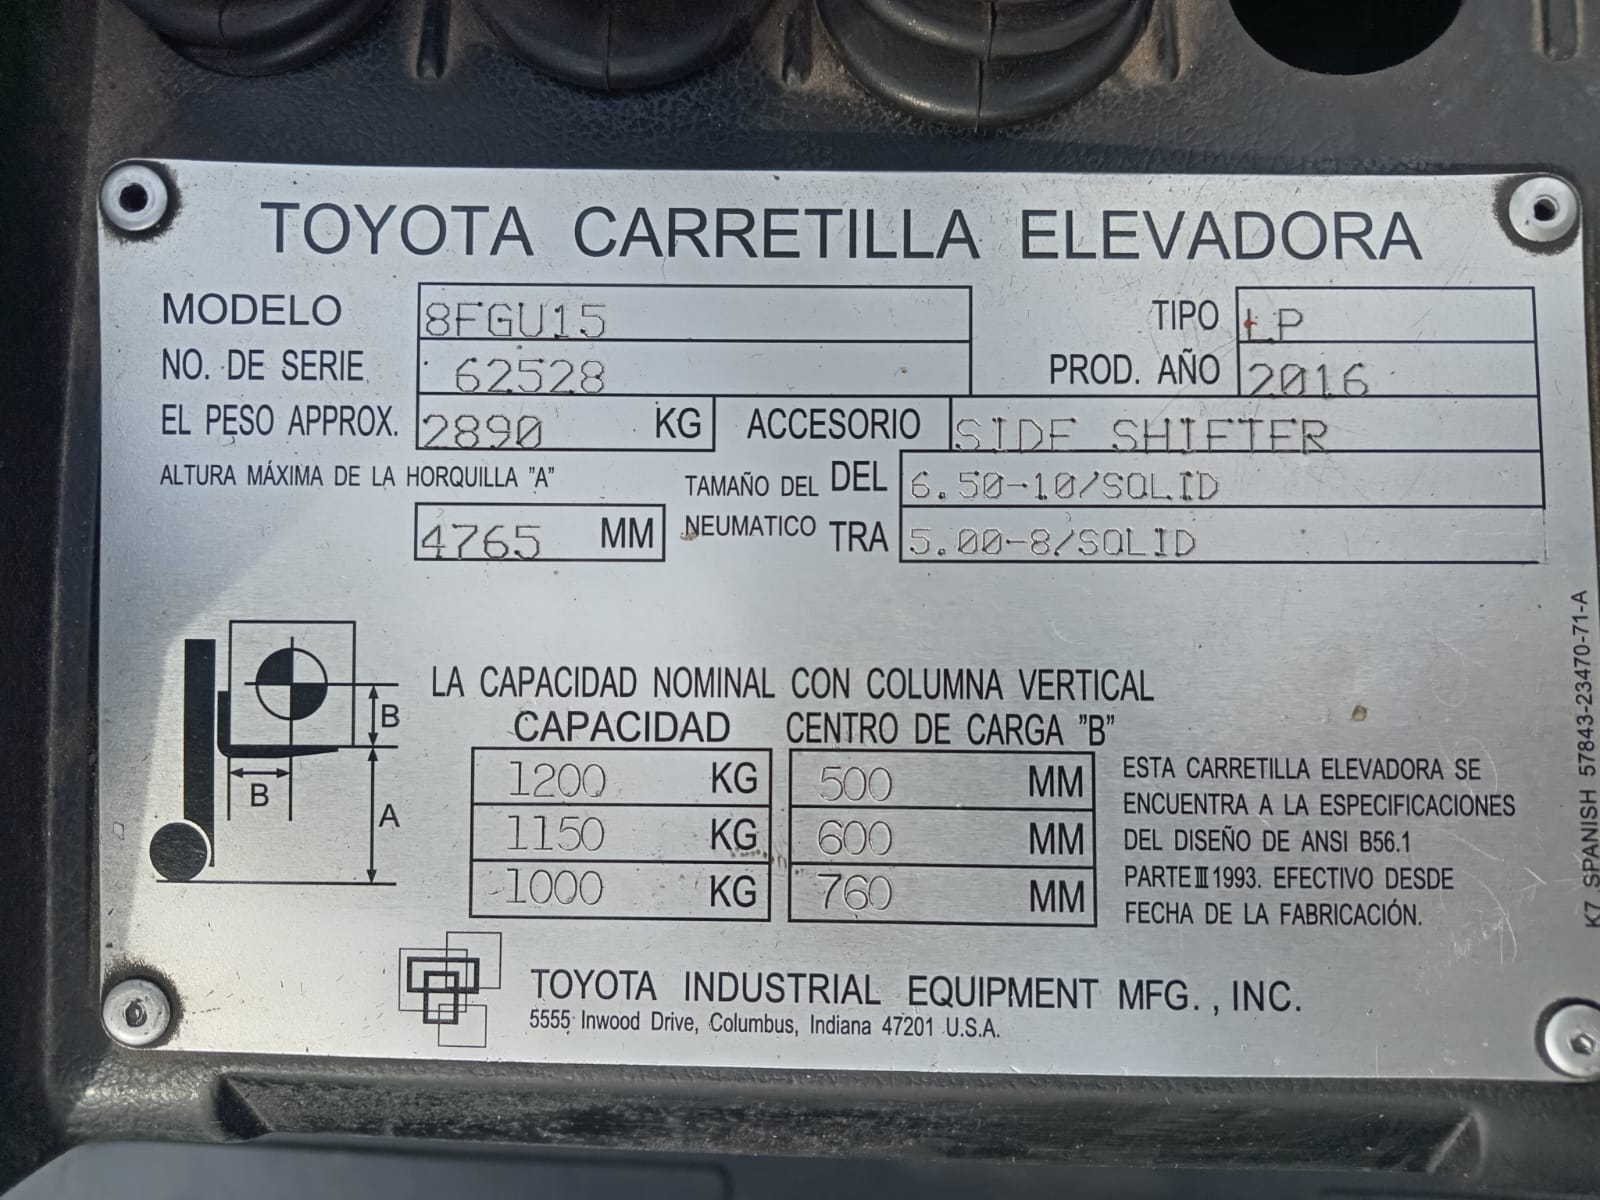 TOYOTA CARRETILLA ELEVADORA
MODELO 8FGU15 TIPO LP
NO. DE SERIE 62528 PROD. AÑO 2016
EL PESO APPROX. 2890 KG ACCESORIO SIDE SHIFTER
ALTURA MÁXIMA DE LA HORQUILLA "A" TAMAÑO DEL DEL 6.50-10/SOLID
4765 MM NEUMATICO TRA 5.00-8/SOLID
B
B
A
LA CAPACIDAD NOMINAL CON COLUMNA VERTICAL
CAPACIDAD CENTRO DE CARGA "B"
1200 KG 500 MM
1150 KG 600 MM
1000 KG 760 MM
ESTA CARRETILLA ELEVADORA SE
ENCUENTRA A LA ESPECIFICACIONES
DEL DISEÑO DE ANSI B56.1
PARTE III 1993. EFECTIVO DESDE
FECHA DE LA FABRICACIÓN.
TOYOTA INDUSTRIAL EQUIPMENT MFG., INC.
5555 Inwood Drive, Columbus, Indiana 47201 U.S.A.
K7 SPANISH 57843-23470-71-A